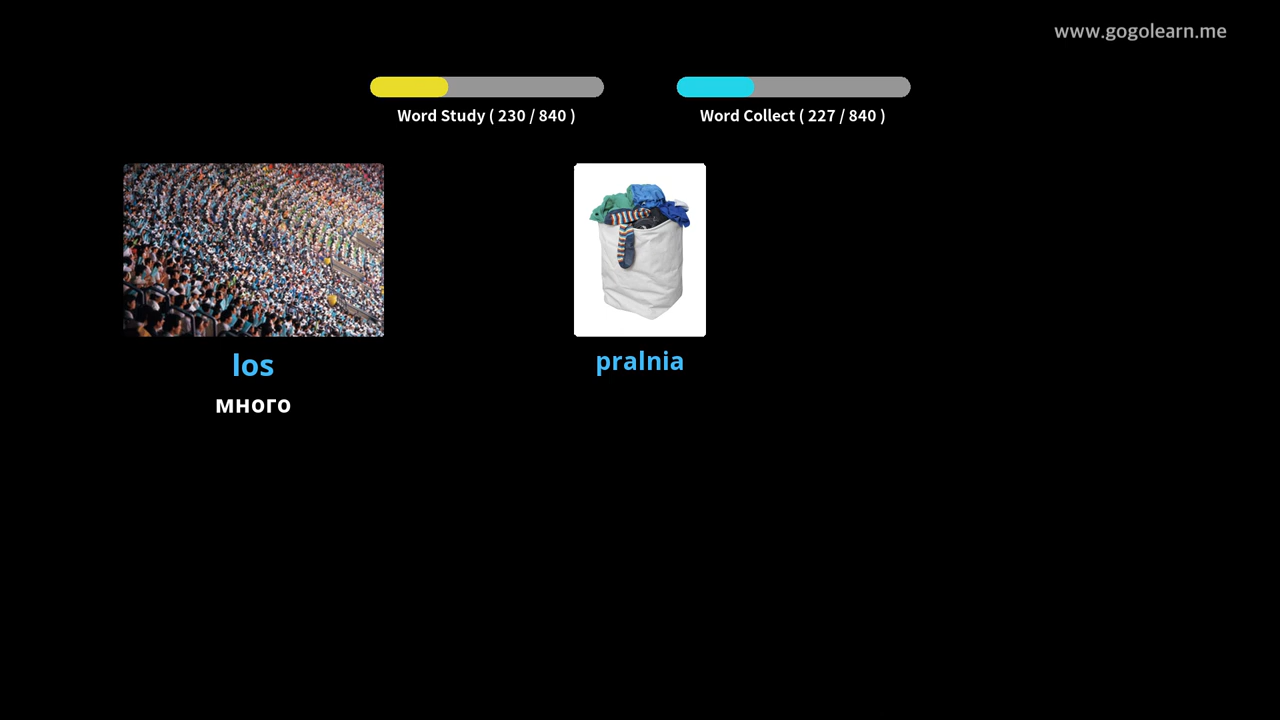 www.gogolearn.me
Word Study ( 230 / 840 )
Word Collect ( 227 / 840 )
los
много
pralnia